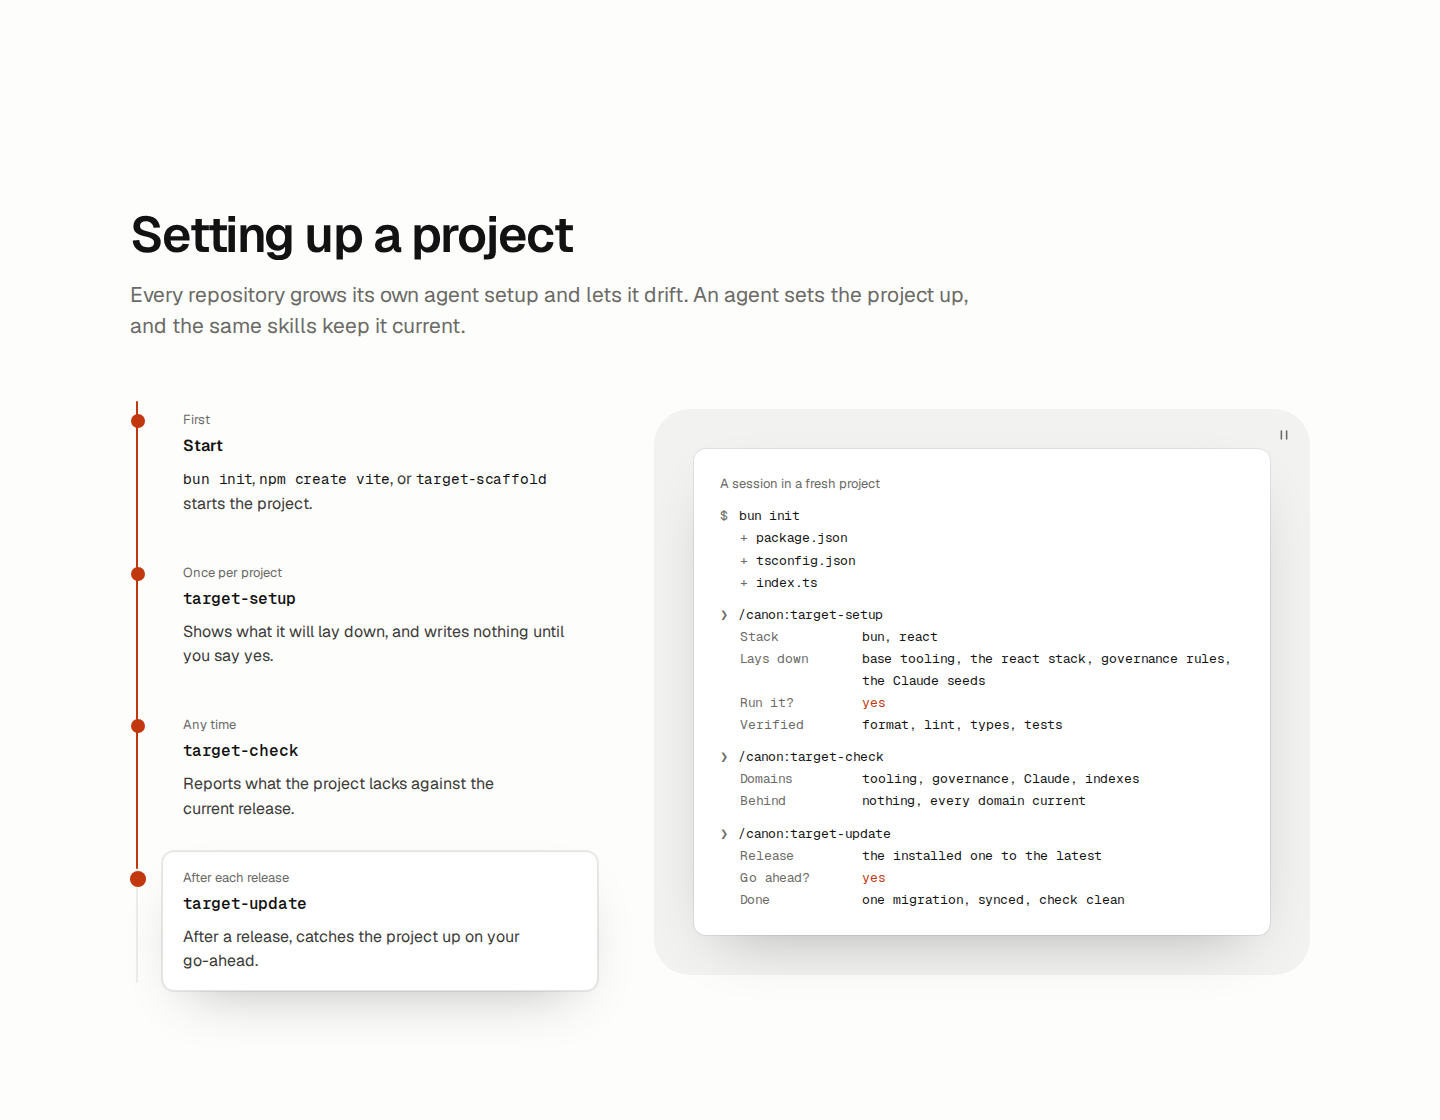 Setting up a project
Every repository grows its own agent setup and lets it drift. An agent sets the project up,
and the same skills keep it current.
First
Start
bun init, npm create vite, or target-scaffold
starts the project.
Once per project
target-setup
Shows what it will lay down, and writes nothing until
you say yes.
Any time
target-check
Reports what the project lacks against the
current release.
After each release
target-update
After a release, catches the project up on your
go-ahead.
A session in a fresh project
$ bun init
+ package.json
+ tsconfig.json
+ index.ts
❯ /canon:target-setup
Stack bun, react
Lays down base tooling, the react stack, governance rules,
the Claude seeds
Run it? yes
Verified format, lint, types, tests
❯ /canon:target-check
Domains tooling, governance, Claude, indexes
Behind nothing, every domain current
❯ /canon:target-update
Release the installed one to the latest
Go ahead? yes
Done one migration, synced, check clean